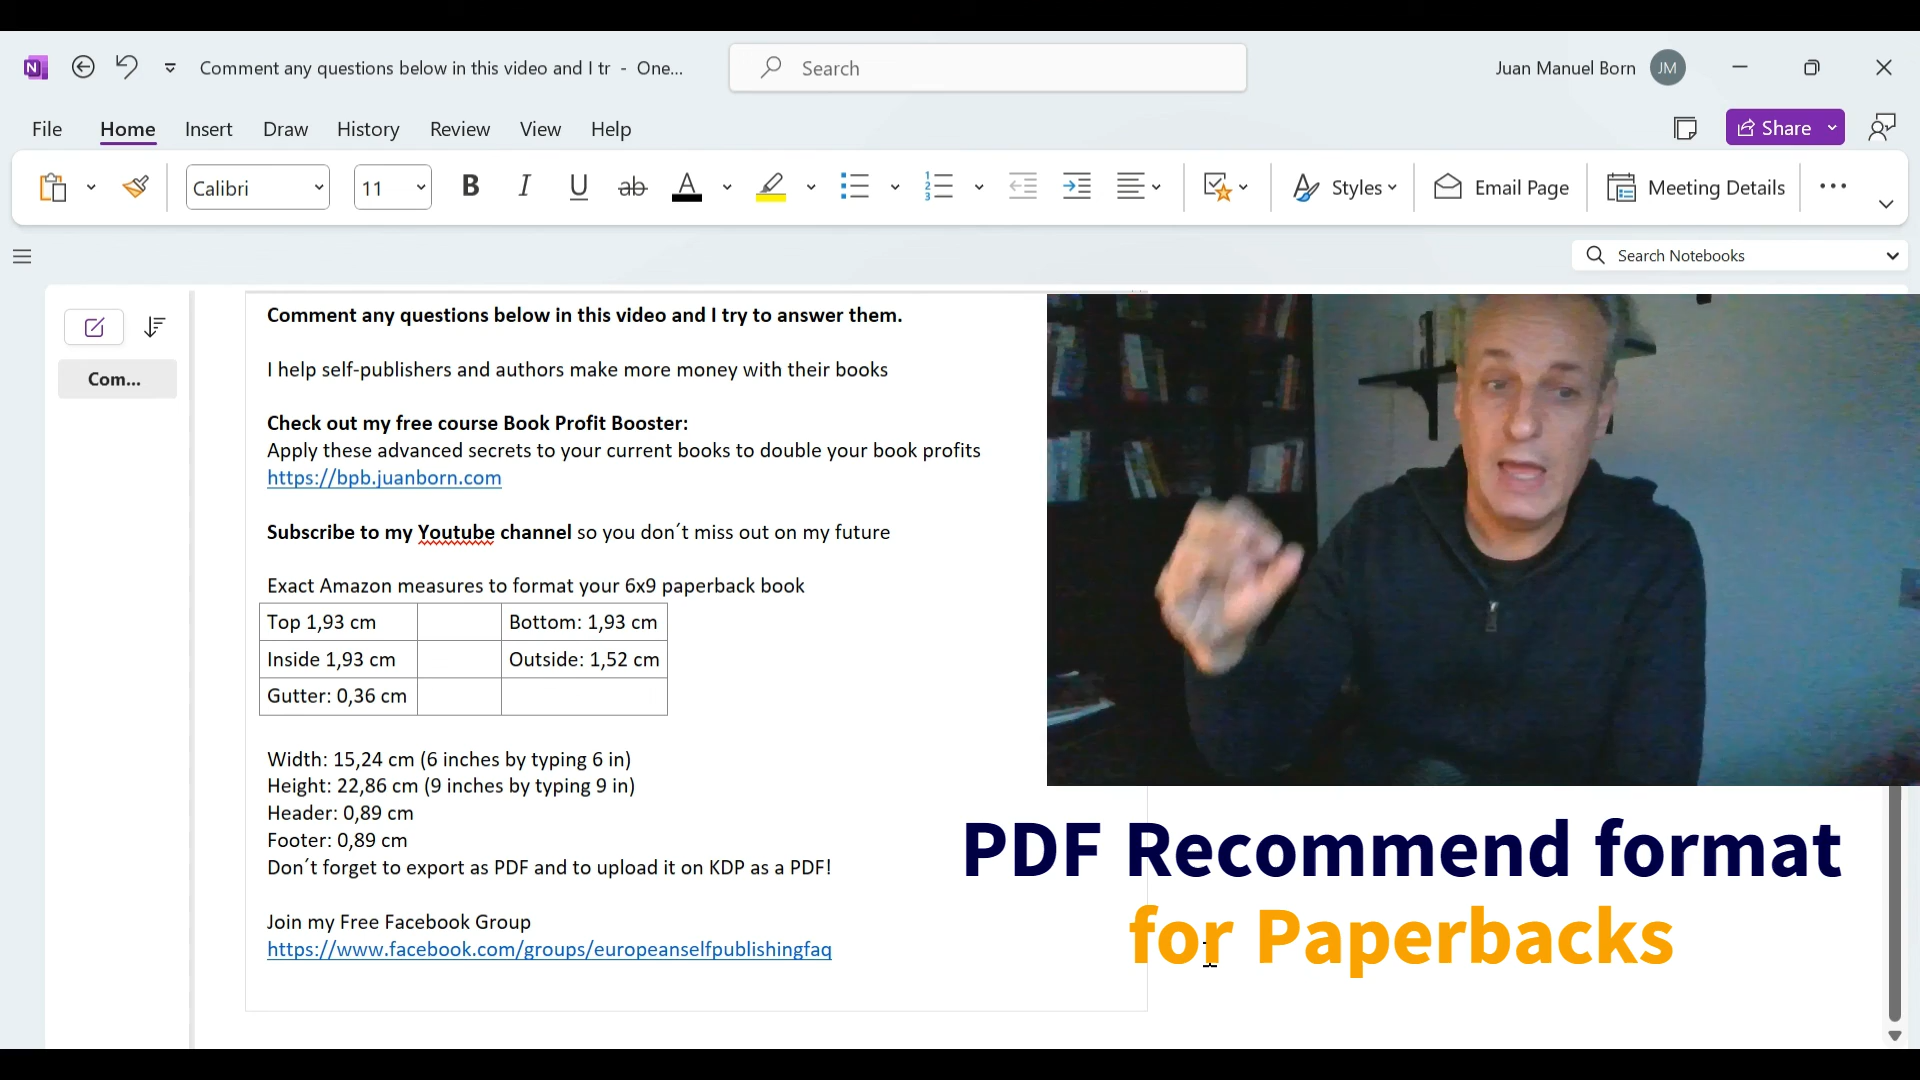 Comment any questions below in this video and I tr - One...
Search
Juan Manuel Born
JM
File Home Insert Draw History Review View Help
Share
Calibri
11
B I U ab A
Styles
Email Page
Meeting Details
Search Notebooks
Com...
Comment any questions below in this video and I try to answer them.
I help self-publishers and authors make more money with their books
Check out my free course Book Profit Booster:
Apply these advanced secrets to your current books to double your book profits
https://bpb.juanborn.com
Subscribe to my Youtube channel so you don´t miss out on my future
Exact Amazon measures to format your 6x9 paperback book
Top 1,93 cm Bottom: 1,93 cm
Inside 1,93 cm Outside: 1,52 cm
Gutter: 0,36 cm
Width: 15,24 cm (6 inches by typing 6 in)
Height: 22,86 cm (9 inches by typing 9 in)
Header: 0,89 cm
Footer: 0,89 cm
Don´t forget to export as PDF and to upload it on KDP as a PDF!
Join my Free Facebook Group
https://www.facebook.com/groups/europeanselfpublishingfaq
PDF Recommend format
for Paperbacks